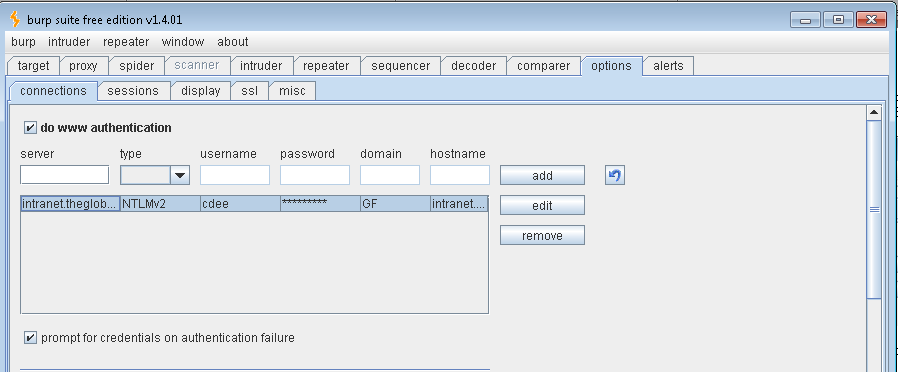 burp suite free edition v1.4.01
burp intruder repeater window about
target proxy spider scanner intruder repeater sequencer decoder comparer options alerts
connections sessions display ssl misc
do www authentication
server type username password domain hostname
add
intranet.theglob... NTLMv2 cdee ********* GF intranet....
edit
remove
prompt for credentials on authentication failure